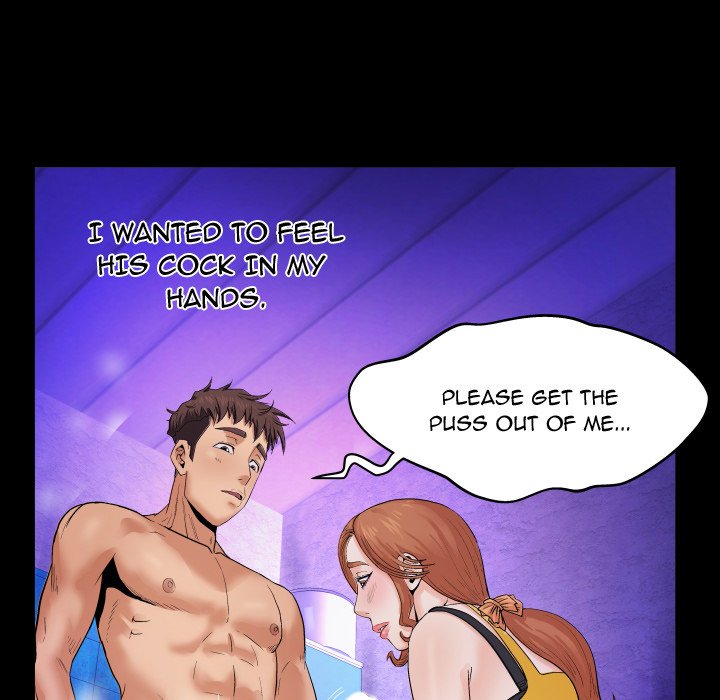 I WANTED TO FEEL
HIS COCK IN MY
HANDS.
PLEASE GET THE
PUSS OUT OF ME...